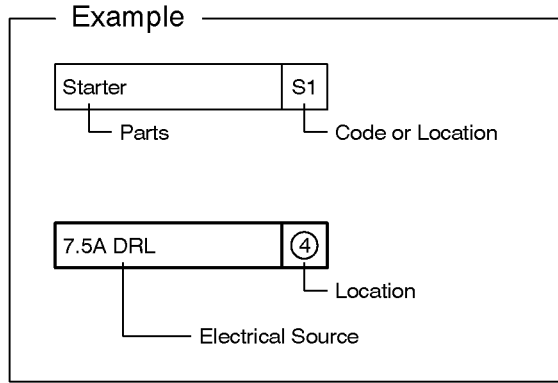 Example
Starter S1
Parts Code or Location
7.5A DRL 4
Location
Electrical Source